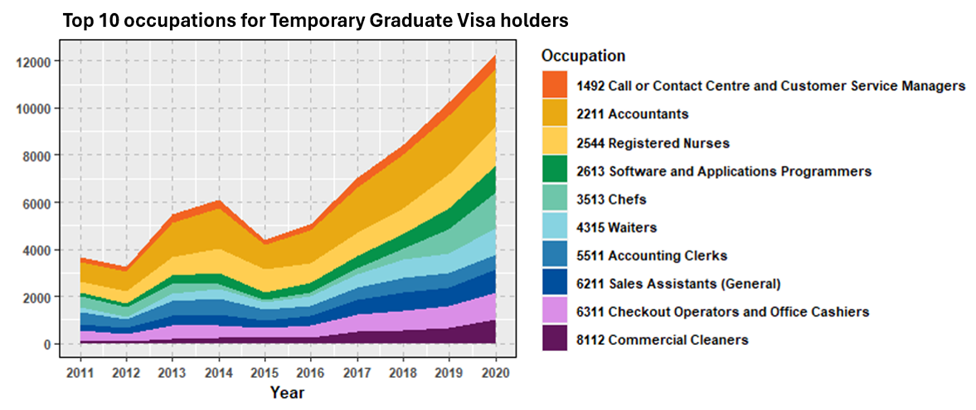 Top 10 occupations for Temporary Graduate Visa holders
12000
10000
8000
6000
4000
2000
0
2011 2012 2013 2014 2015 2016 2017 2018 2019 2020
Year
Occupation
1492 Call or Contact Centre and Customer Service Managers
2211 Accountants
2544 Registered Nurses
2613 Software and Applications Programmers
3513 Chefs
4315 Waiters
5511 Accounting Clerks
6211 Sales Assistants (General)
6311 Checkout Operators and Office Cashiers
8112 Commercial Cleaners